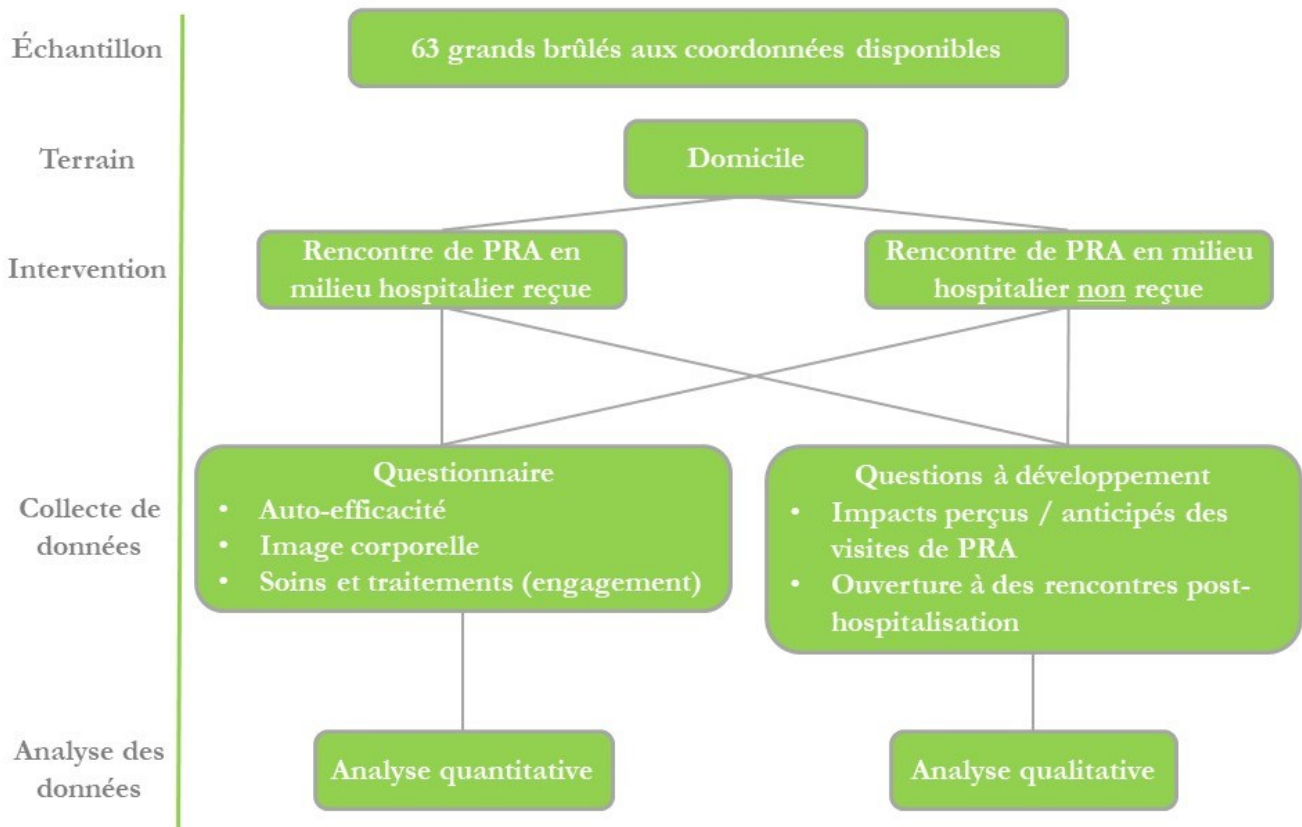 Échantillon
63 grands brûlés aux coordonnées disponibles
Terrain
Domicile
Intervention
Rencontre de PRA en
milieu hospitalier reçue
Rencontre de PRA en milieu
hospitalier non reçue
Collecte de
données
Questionnaire
• Auto-efficacité
• Image corporelle
• Soins et traitements (engagement)
Questions à développement
• Impacts perçus / anticipés des
visites de PRA
• Ouverture à des rencontres post-
hospitalisation
Analyse des
données
Analyse quantitative
Analyse qualitative